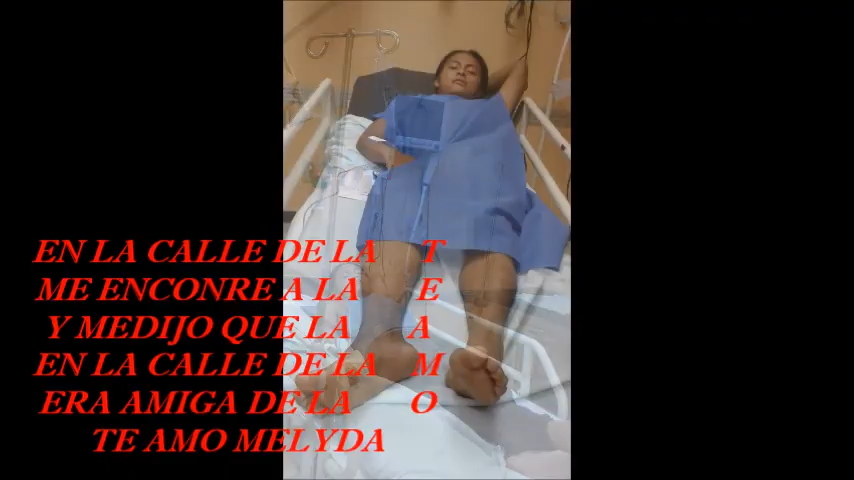 EN LA CALLE DE LA T
ME ENCONRE A LA E
Y MEDIJO QUE LA A
EN LA CALLE DE LA M
ERA AMIGA DE LA O
TE AMO MELYDA